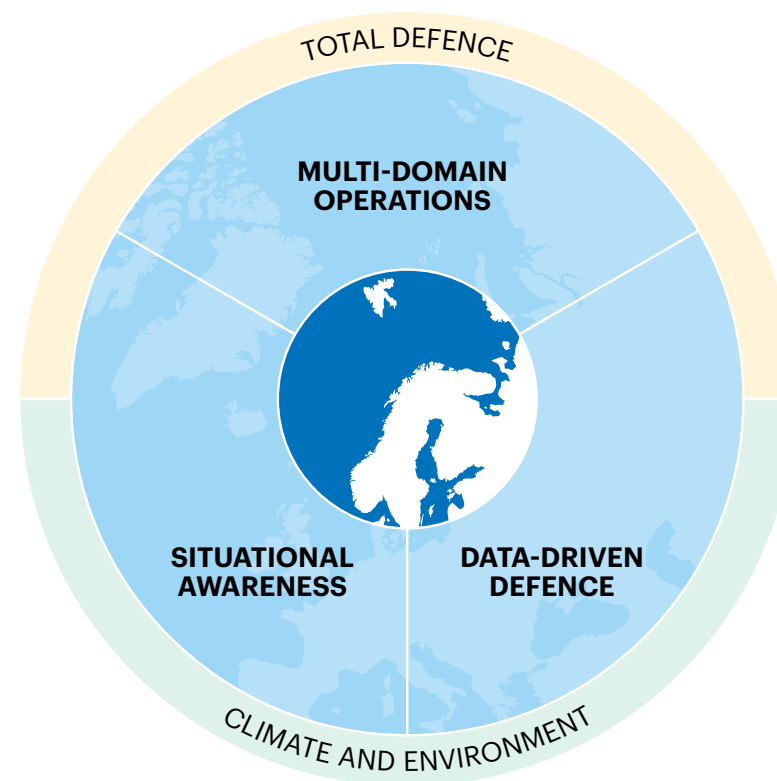 TOTAL DEFENCE
MULTI-DOMAIN
OPERATIONS
SITUATIONAL
AWARENESS
DATA-DRIVEN
DEFENCE
CLIMATE AND ENVIRONMENT